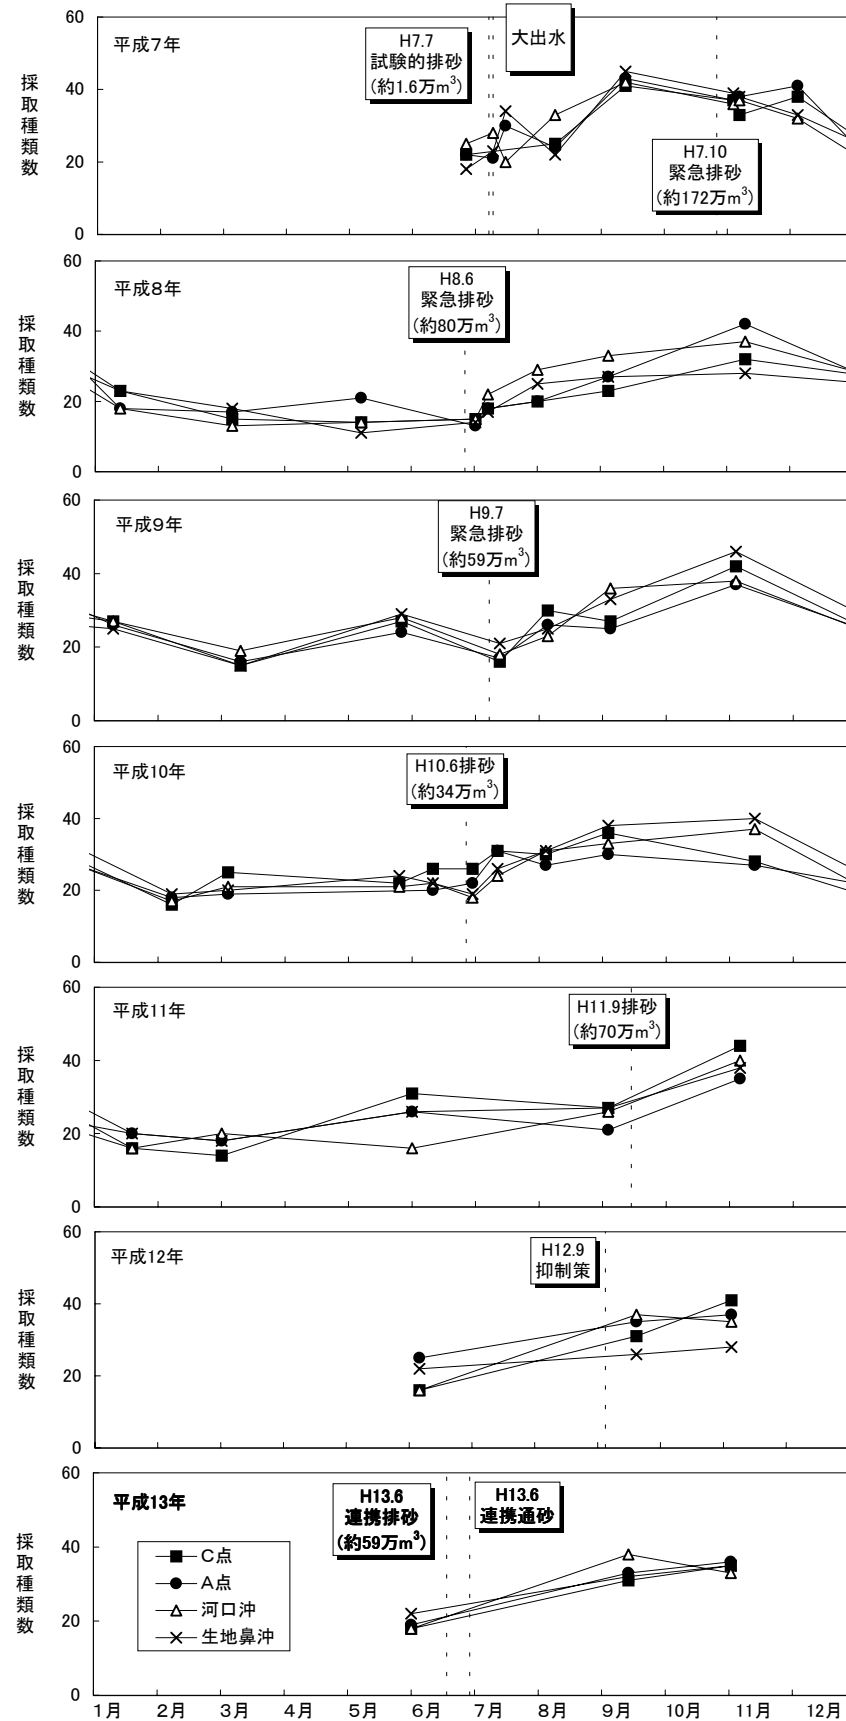 平成7年
H7.7
試験的排砂
(約1.6万m³)
大出水
H7.10
緊急排砂
(約172万m³)
採取種類数
60
40
20
0
平成8年
H8.6
緊急排砂
(約80万m³)
採取種類数
60
40
20
0
平成9年
H9.7
緊急排砂
(約59万m³)
採取種類数
60
40
20
0
平成10年
H10.6排砂
(約34万m³)
採取種類数
60
40
20
0
平成11年
H11.9排砂
(約70万m³)
採取種類数
60
40
20
0
平成12年
H12.9
抑制策
採取種類数
60
40
20
0
平成13年
H13.6
連携排砂
(約59万m³)
H13.6
連携通砂
採取種類数
60
40
20
0
C点
A点
河口沖
生地鼻沖
1月 2月 3月 4月 5月 6月 7月 8月 9月 10月 11月 12月